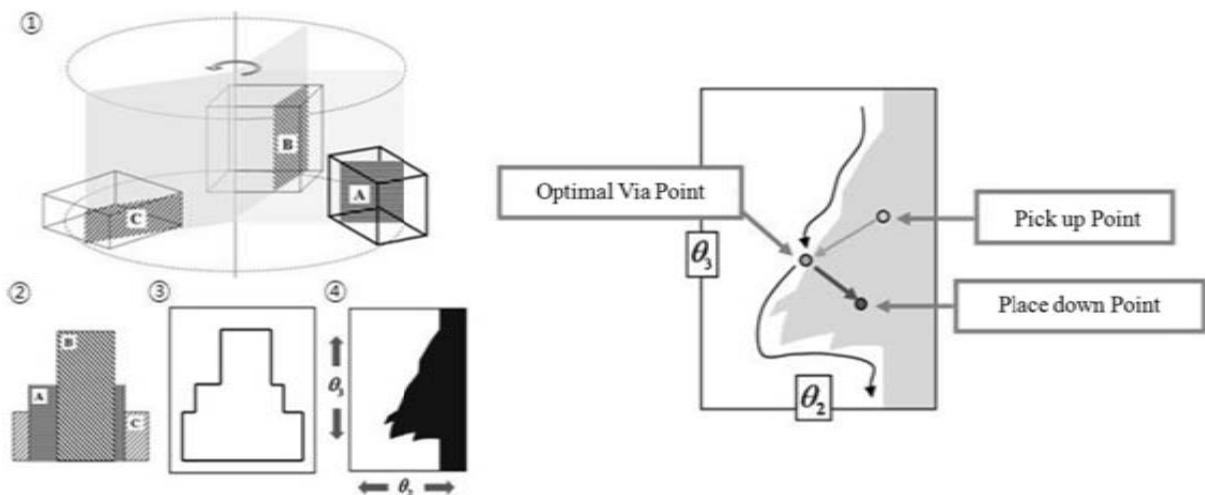 ①
B
A
C
②
③
④
B
A
C
θ₃
θ₂
Optimal Via Point
Pick up Point
θ₃
Place down Point
θ₂